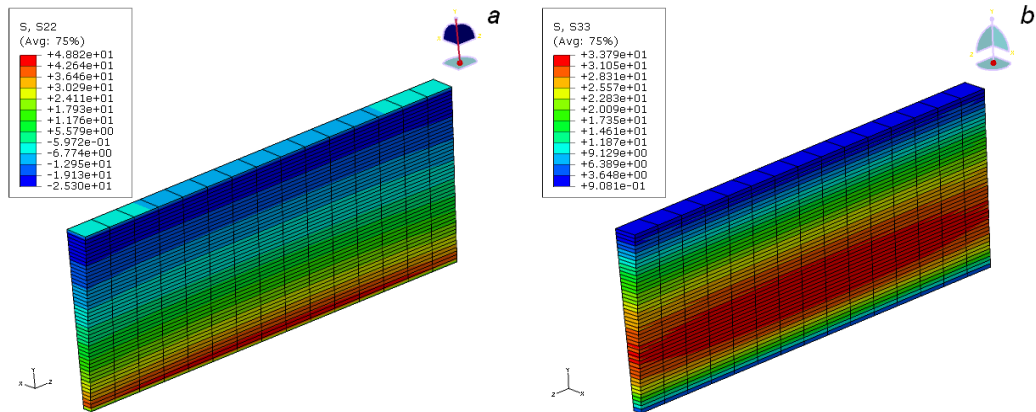 a
S, S22
(Avg: 75%)
+4.882e+01
+4.264e+01
+3.646e+01
+3.029e+01
+2.411e+01
+1.793e+01
+1.176e+01
+5.579e+00
-5.972e-01
-6.774e+00
-1.295e+01
-1.913e+01
-2.530e+01
Y
X
Z
b
S, S33
(Avg: 75%)
+3.379e+01
+3.105e+01
+2.831e+01
+2.557e+01
+2.283e+01
+2.009e+01
+1.735e+01
+1.461e+01
+1.187e+01
+9.129e+00
+6.389e+00
+3.648e+00
+9.081e-01
Y
Z
X